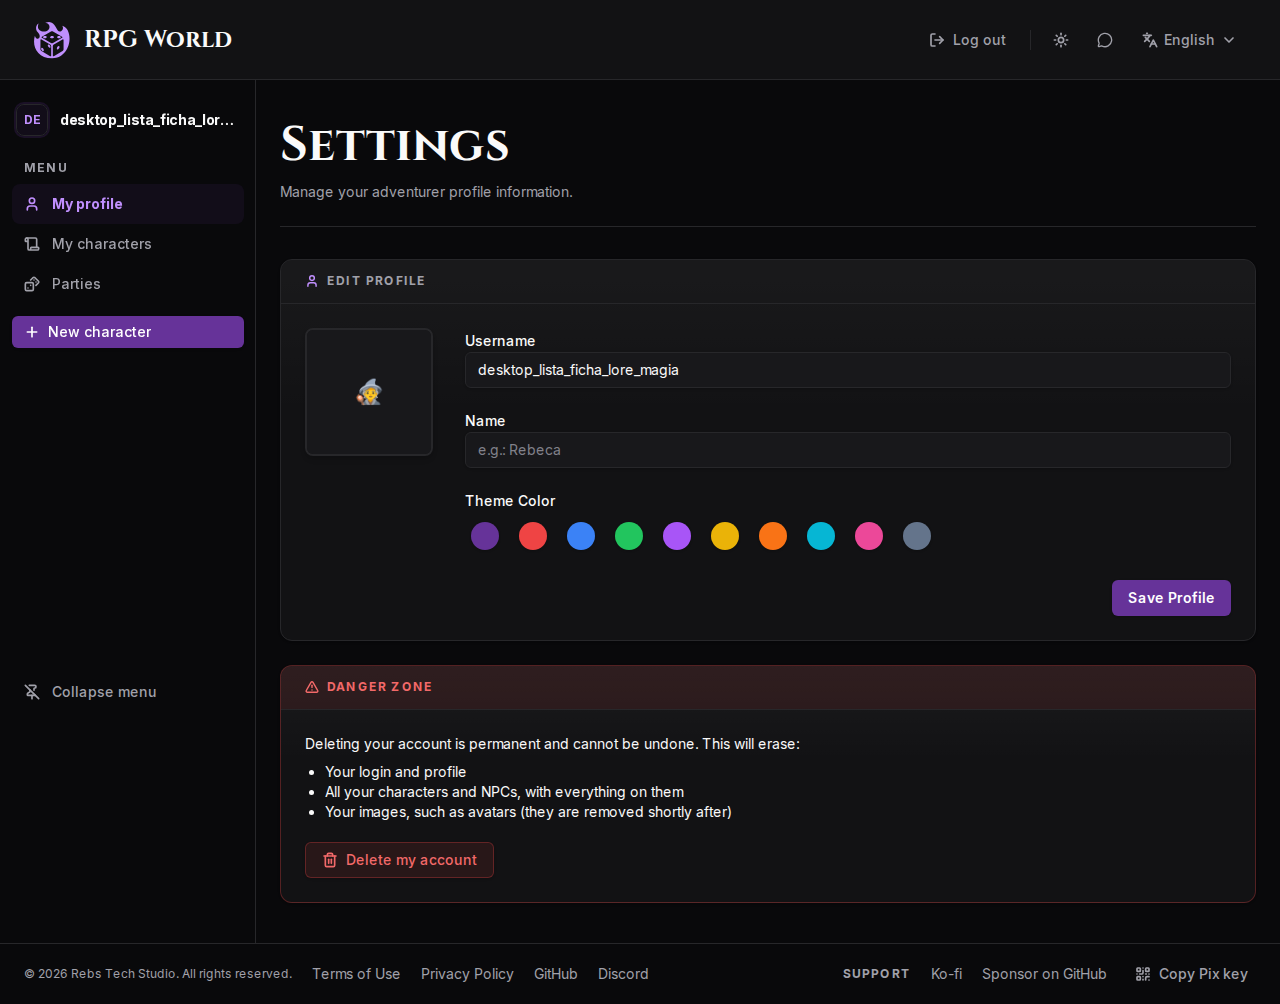 RPG World
Log out
English
DE
desktop_lista_ficha_lor...
MENU
My profile
My characters
Parties
New character
Collapse menu
Settings
Manage your adventurer profile information.
EDIT PROFILE
Username
desktop_lista_ficha_lore_magia
Name
e.g.: Rebeca
Theme Color
Save Profile
DANGER ZONE
Deleting your account is permanent and cannot be undone. This will erase:
• Your login and profile
• All your characters and NPCs, with everything on them
• Your images, such as avatars (they are removed shortly after)
Delete my account
© 2026 Rebs Tech Studio. All rights reserved.
Terms of Use
Privacy Policy
GitHub
Discord
SUPPORT
Ko-fi
Sponsor on GitHub
Copy Pix key